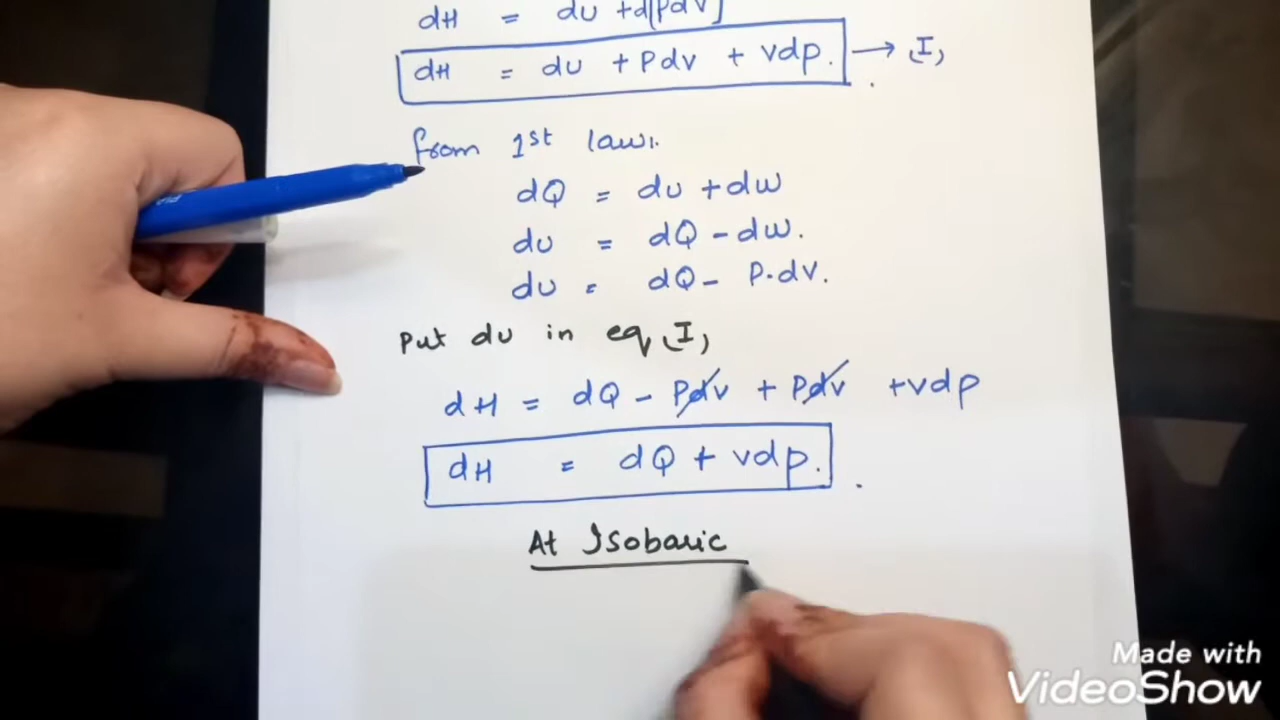 dH = dU + d[Pdv]
dH = dU + Pdv + vdp. → (I)
from 1st law:
dQ = dU + dW
dU = dQ - dW.
dU = dQ - P.dV.
Put dU in eq (I)
dH = dQ - Pdv + Pdv + vdp
dH = dQ + vdp.
At Isobaric
Made with
VideoShow